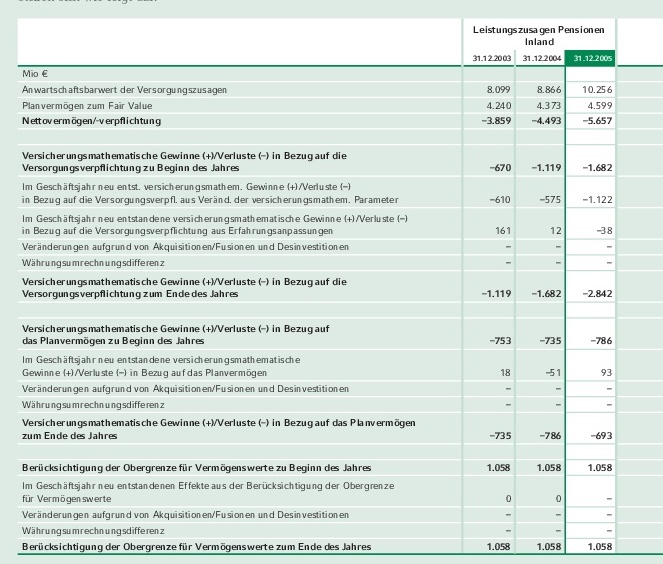 Leistungszusagen Pensionen
Inland
31.12.2003 31.12.2004 31.12.2005
Mio €
Anwartschaftsbarwert der Versorgungszusagen 8.099 8.866 10.256
Planvermögen zum Fair Value 4.240 4.373 4.599
Nettovermögen/-verpflichtung –3.859 –4.493 –5.657
Versicherungsmathematische Gewinne (+)/Verluste (–) in Bezug auf die
Versorgungsverpflichtung zu Beginn des Jahres –670 –1.119 –1.682
Im Geschäftsjahr neu entst. versicherungsmathem. Gewinne (+)/Verluste (–)
in Bezug auf die Versorgungsverpfl. aus Veränd. der versicherungsmathem. Parameter –610 –575 –1.122
Im Geschäftsjahr neu entstandene versicherungsmathematische Gewinne (+)/Verluste (–)
in Bezug auf die Versorgungsverpflichtung aus Erfahrungsanpassungen 161 12 –38
Veränderungen aufgrund von Akquisitionen/Fusionen und Desinvestitionen – – –
Währungsumrechnungsdifferenz – – –
Versicherungsmathematische Gewinne (+)/Verluste (–) in Bezug auf die
Versorgungsverpflichtung zum Ende des Jahres –1.119 –1.682 –2.842
Versicherungsmathematische Gewinne (+)/Verluste (–) in Bezug auf
das Planvermögen zu Beginn des Jahres –753 –735 –786
Im Geschäftsjahr neu entstandene versicherungsmathematische
Gewinne (+)/Verluste (–) in Bezug auf das Planvermögen 18 –51 93
Veränderungen aufgrund von Akquisitionen/Fusionen und Desinvestitionen – – –
Währungsumrechnungsdifferenz – – –
Versicherungsmathematische Gewinne (+)/Verluste (–) in Bezug auf das Planvermögen
zum Ende des Jahres –735 –786 –693
Berücksichtigung der Obergrenze für Vermögenswerte zu Beginn des Jahres 1.058 1.058 1.058
Im Geschäftsjahr neu entstandenen Effekte aus der Berücksichtigung der Obergrenze
für Vermögenswerte 0 0 –
Veränderungen aufgrund von Akquisitionen/Fusionen und Desinvestitionen – – –
Währungsumrechnungsdifferenz – – –
Berücksichtigung der Obergrenze für Vermögenswerte zum Ende des Jahres 1.058 1.058 1.058